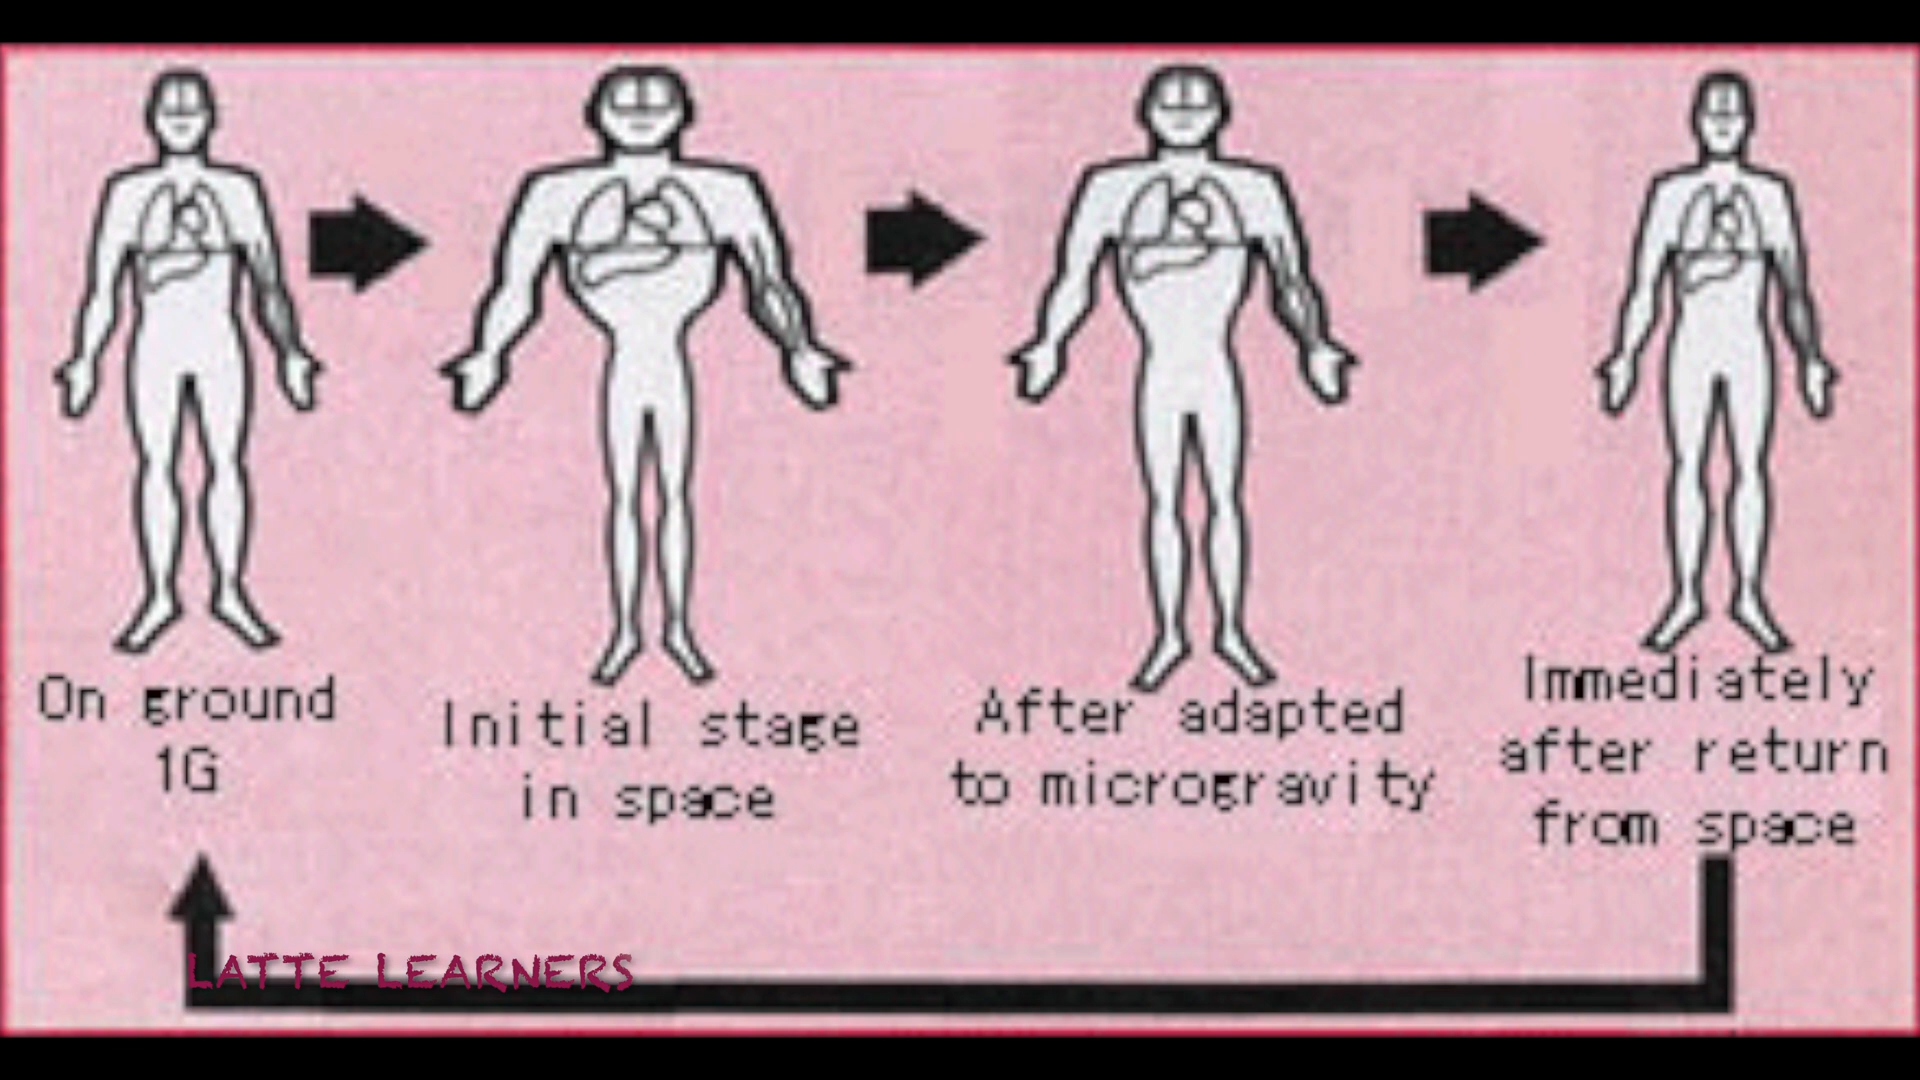 On ground
1G
Initial stage
in space
After adapted
to microgravity
Immediately
after return
from space
LATTE LEARNERS